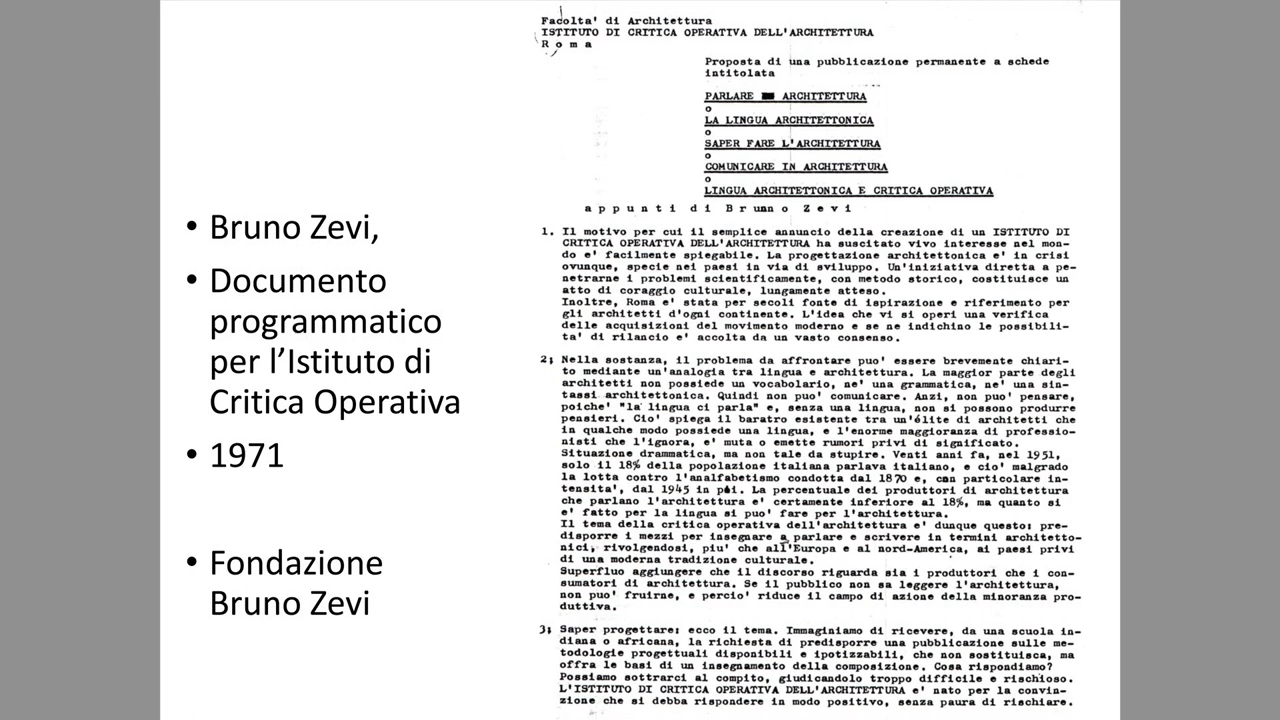 • Bruno Zevi,
• Documento
programmatico
per l’Istituto di
Critica Operativa
• 1971
• Fondazione
Bruno Zevi
Facolta' di Architettura
ISTITUTO DI CRITICA OPERATIVA DELL'ARCHITETTURA
R o m a
Proposta di una pubblicazione permanente a schede
intitolata
PARLARE ARCHITETTURA
o
LA LINGUA ARCHITETTONICA
o
SAPER FARE L'ARCHITETTURA
o
COMUNICARE IN ARCHITETTURA
o
LINGUA ARCHITETTONICA E CRITICA OPERATIVA
a p p u n t i d i B r u n o Z e v i
1. Il motivo per cui il semplice annuncio della creazione di un ISTITUTO DI
CRITICA OPERATIVA DELL'ARCHITETTURA ha suscitato vivo interesse nel mon-
do e' facilmente spiegabile. La progettazione architettonica e' in crisi
ovunque, specie nei paesi in via di sviluppo. Un'iniziativa diretta a pe-
netrarne i problemi scientificamente, con metodo storico, costituisce un
atto di coraggio culturale, lungamente atteso.
Inoltre, Roma e' stata per secoli fonte di ispirazione e riferimento per
gli architetti d'ogni continente. L'idea che vi si operi una verifica
delle acquisizioni del movimento moderno e se ne indichino le possibili-
ta' di rilancio e' accolta da un vasto consenso.
2; Nella sostanza, il problema da affrontare puo' essere brevemente chiari-
to mediante un'analogia tra lingua e architettura. La maggior parte degli
architetti non possiede un vocabolario, ne' una grammatica, ne' una sin-
tassi architettonica. Quindi non puo' comunicare. Anzi, non puo' pensare,
poiche' "la lingua ci parla" e, senza una lingua, non si possono produrre
pensieri. Cio' spiega il baratro esistente tra un'élite di architetti che
in qualche modo possiede una lingua, e l'enorme maggioranza di professio-
nisti che l'ignora, e' muta o emette rumori privi di significato.
Situazione drammatica, ma non tale da stupire. Venti anni fa, nel 1951,
solo il 18% della popolazione italiana parlava italiano, e cio' malgrado
la lotta contro l'analfabetismo condotta dal 1870 e, con particolare in-
tensita', dal 1945 in poi. La percentuale dei produttori di architettura
che parlano l'architettura e' certamente inferiore al 18%, ma quanto si
e' fatto per la lingua si puo' fare per l'architettura.
Il tema della critica operativa dell'architettura e' dunque questo: pre-
disporre i mezzi per insegnare a parlare e scrivere in termini architetto-
nici, rivolgendosi, piu' che all'Europa e al nord-America, ai paesi privi
di una moderna tradizione culturale.
Superfluo aggiungere che il discorso riguarda sia i produttori che i con-
sumatori di architettura. Se il pubblico non sa leggere l'architettura,
non puo' fruirne, e percio' riduce il campo di azione della minoranza pro-
duttiva.
3; Saper progettare: ecco il tema. Immaginiamo di ricevere, da una scuola in-
diana o africana, la richiesta di predisporre una pubblicazione sulle me-
todologie progettuali disponibili e ipotizzabili, che non sostituisca, ma
offra le basi di un insegnamento della composizione. Cosa rispondiamo?
Possiamo sottrarci al compito, giudicandolo troppo difficile e rischioso.
L'ISTITUTO DI CRITICA OPERATIVA DELL'ARCHITETTURA e' nato per la convin-
zione che si debba rispondere in modo positivo, senza paura di rischiare.